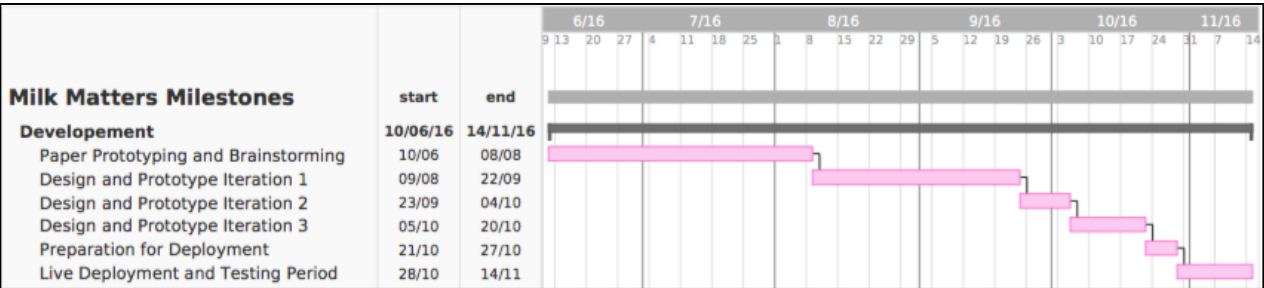 6/16 7/16 8/16 9/16 10/16 11/16
9 13 20 27 4 11 18 25 1 8 15 22 29 5 12 19 26 3 10 17 24 31 7 14
Milk Matters Milestones start end
Developement 10/06/16 14/11/16
Paper Prototyping and Brainstorming 10/06 08/08
Design and Prototype Iteration 1 09/08 22/09
Design and Prototype Iteration 2 23/09 04/10
Design and Prototype Iteration 3 05/10 20/10
Preparation for Deployment 21/10 27/10
Live Deployment and Testing Period 28/10 14/11